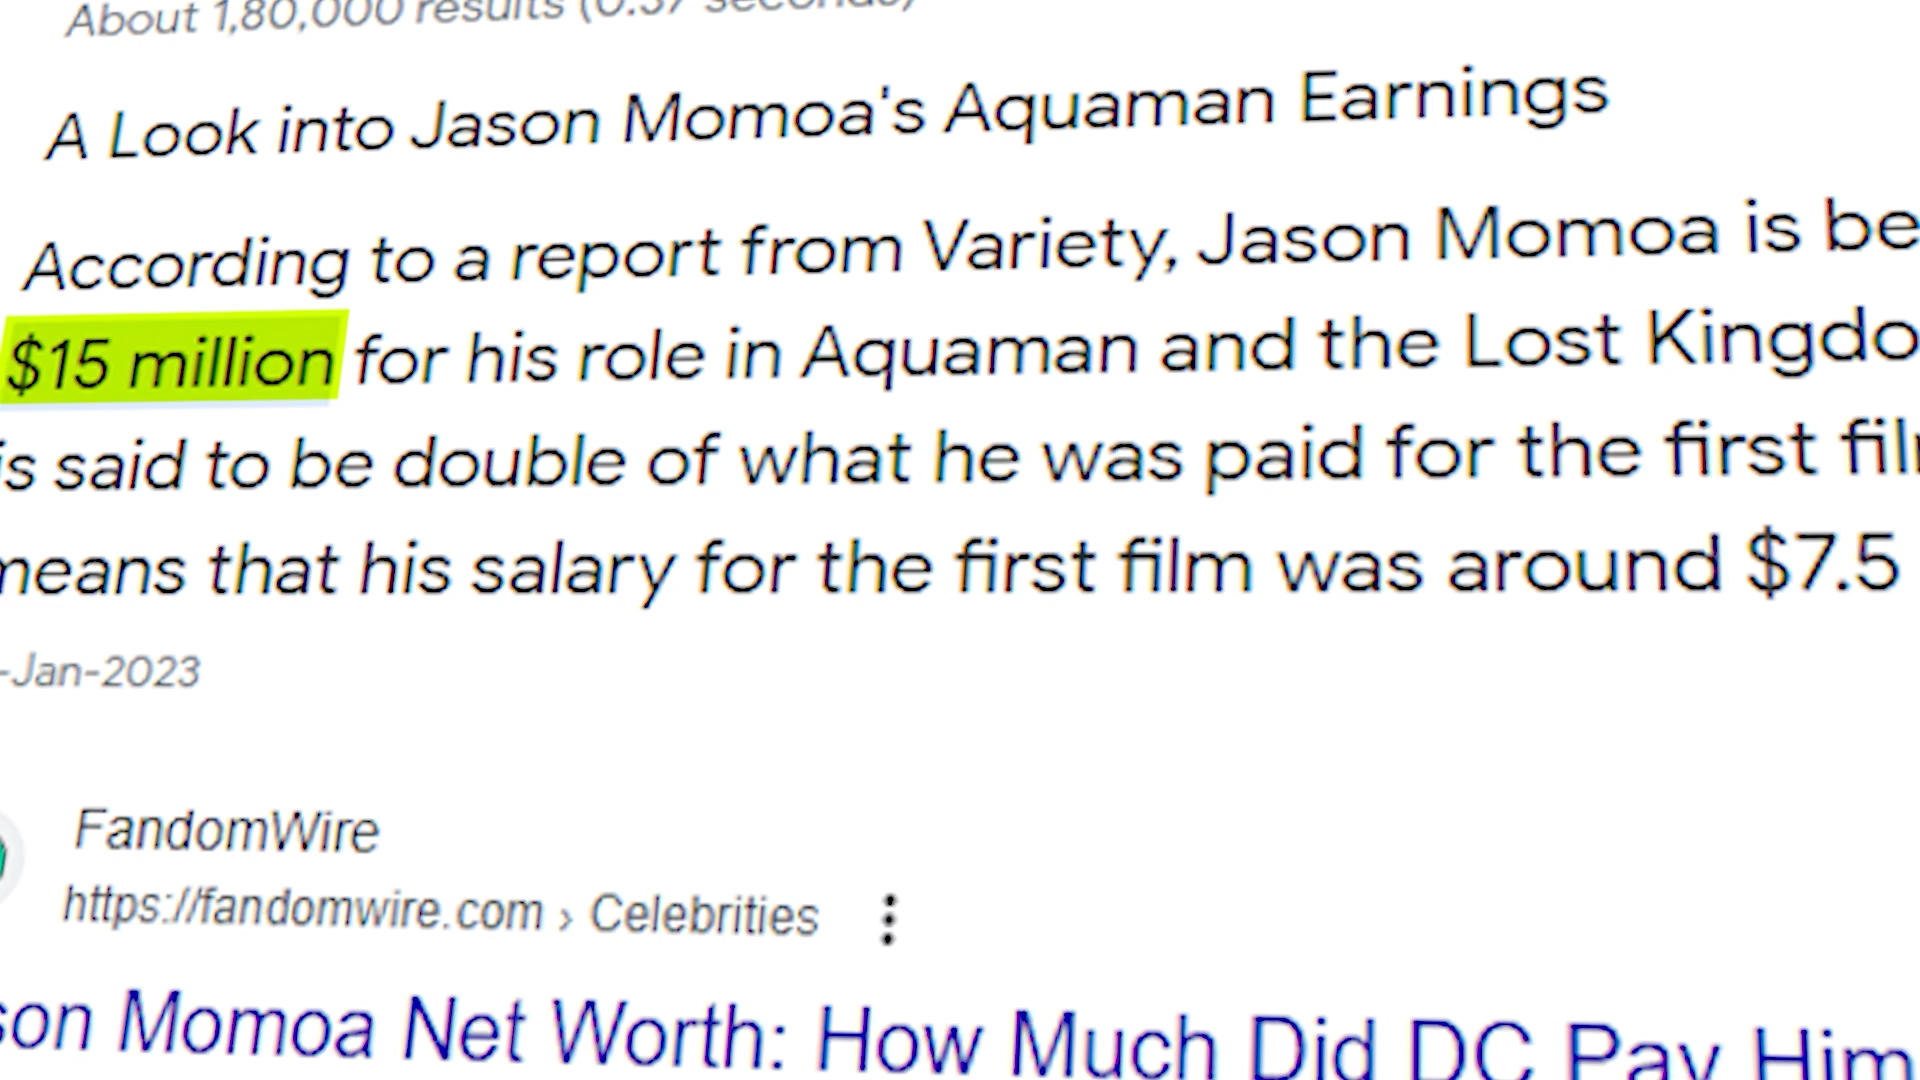 About 1,80,000 results (0.37 seconds)
A Look into Jason Momoa's Aquaman Earnings
According to a report from Variety, Jason Momoa is be
$15 million for his role in Aquaman and the Lost Kingdo
is said to be double of what he was paid for the first fil
means that his salary for the first film was around $7.5
-Jan-2023
FandomWire
https://fandomwire.com › Celebrities
son Momoa Net Worth: How Much Did DC Pay Him